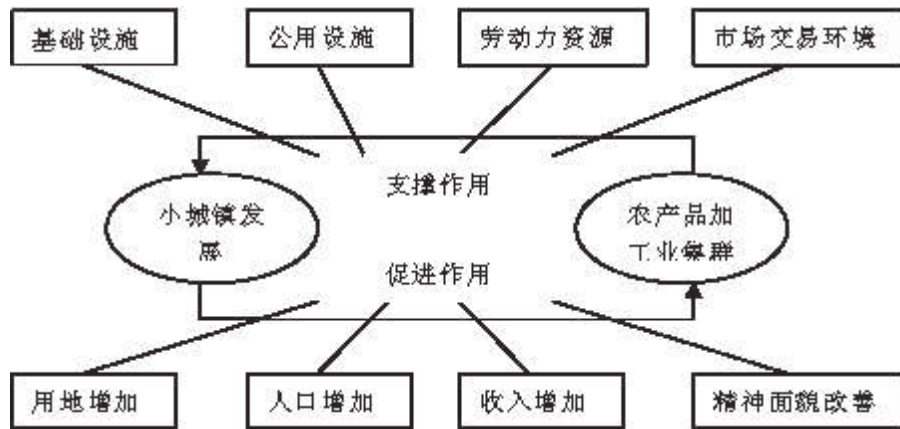 基础设施
公用设施
劳动力资源
市场交易环境
支撑作用
小城镇发
展
农产品加
工业集群
促进作用
用地增加
人口增加
收入增加
精神面貌改善